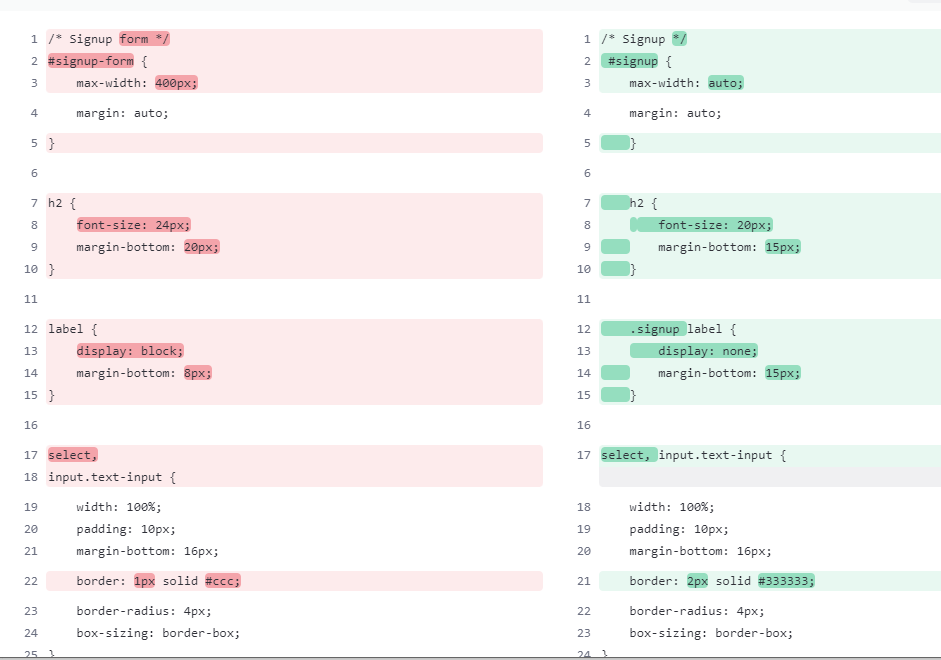 1 /* Signup form */
2 #signup-form {
3     max-width: 400px;
4     margin: auto;
5 }
6
7 h2 {
8     font-size: 24px;
9     margin-bottom: 20px;
10 }
11
12 label {
13     display: block;
14     margin-bottom: 8px;
15 }
16
17 select,
18 input.text-input {
19     width: 100%;
20     padding: 10px;
21     margin-bottom: 16px;
22     border: 1px solid #ccc;
23     border-radius: 4px;
24     box-sizing: border-box;
25 }
1 /* Signup */
2  #signup {
3     max-width: auto;
4     margin: auto;
5     }
6
7     h2 {
8         font-size: 20px;
9         margin-bottom: 15px;
10     }
11
12     .signup label {
13         display: none;
14         margin-bottom: 15px;
15     }
16
17 select, input.text-input {
18     width: 100%;
19     padding: 10px;
20     margin-bottom: 16px;
21     border: 2px solid #333333;
22     border-radius: 4px;
23     box-sizing: border-box;
24 }